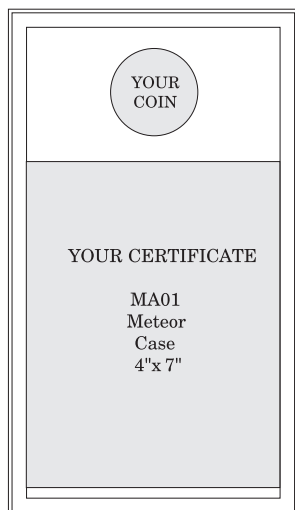 YOUR
COIN
YOUR CERTIFICATE
MA01
Meteor
Case
4"x 7"